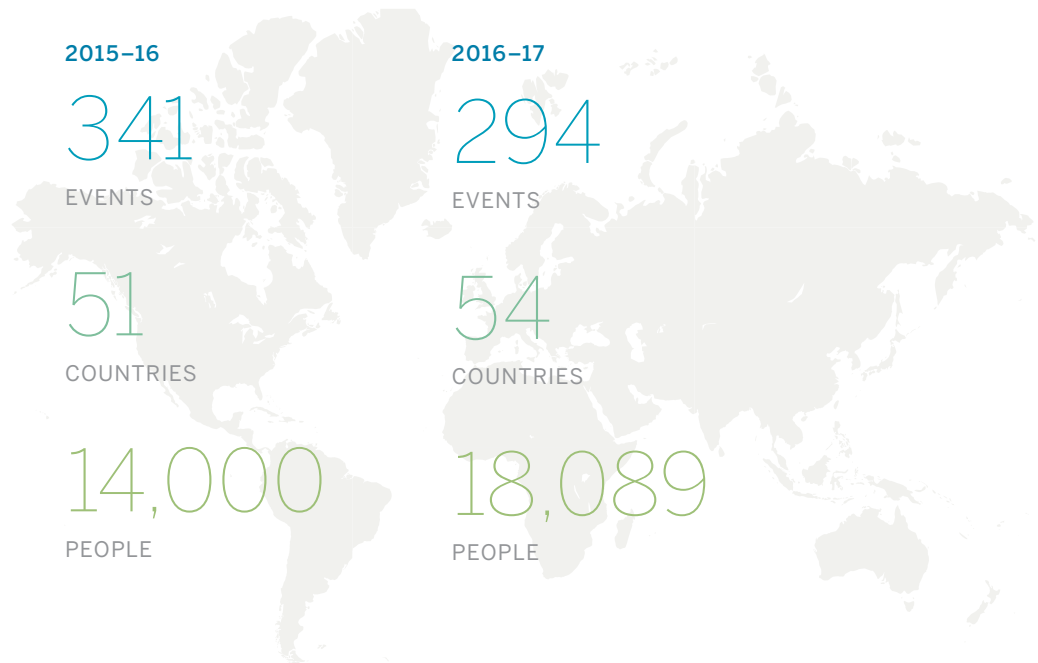 2015–16
341
EVENTS
51
COUNTRIES
14,000
PEOPLE
2016–17
294
EVENTS
54
COUNTRIES
18,089
PEOPLE